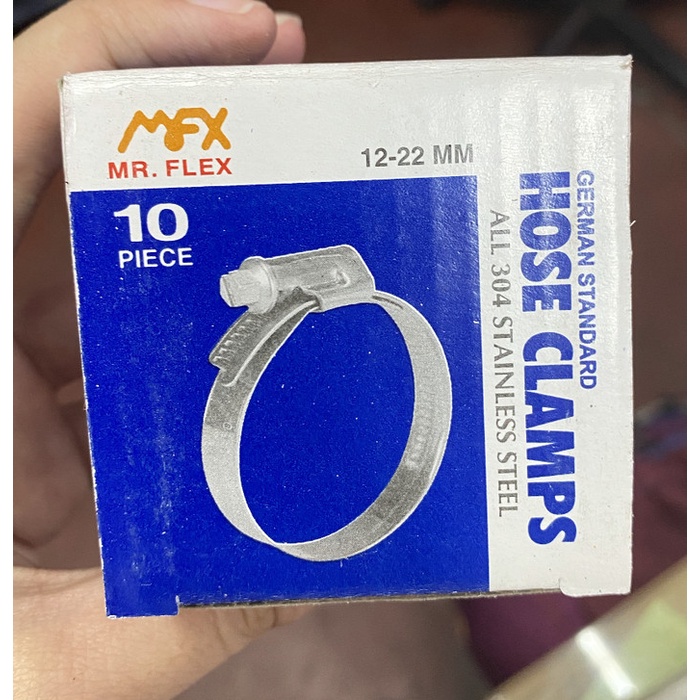 MFX
MR. FLEX
12-22 MM
10
PIECE
GERMAN STANDARD
HOSE CLAMPS
ALL 304 STAINLESS STEEL